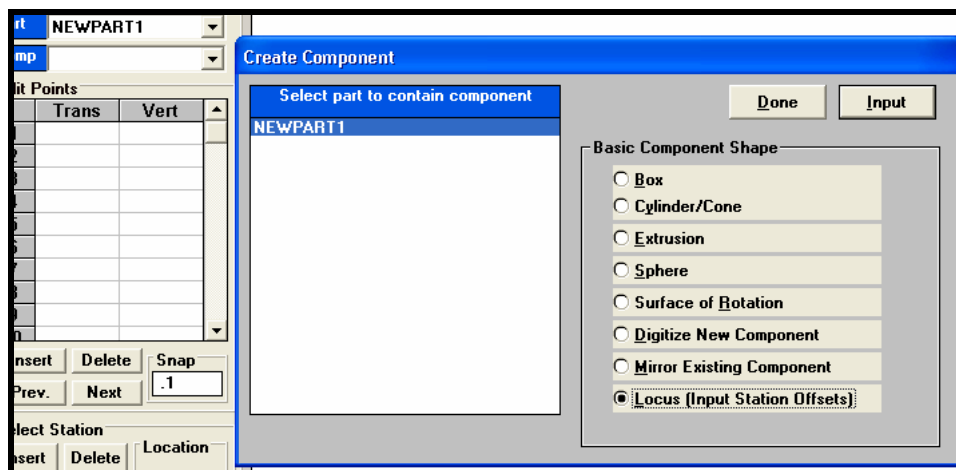 NEWPART1
Create Component
Select part to contain component
NEWPART1
Done
Input
Basic Component Shape
Box
Cylinder/Cone
Extrusion
Sphere
Surface of Rotation
Digitize New Component
Mirror Existing Component
Locus (Input Station Offsets)
Points
Trans Vert
Delete
Snap
.1
Next
Station
Location
Delete